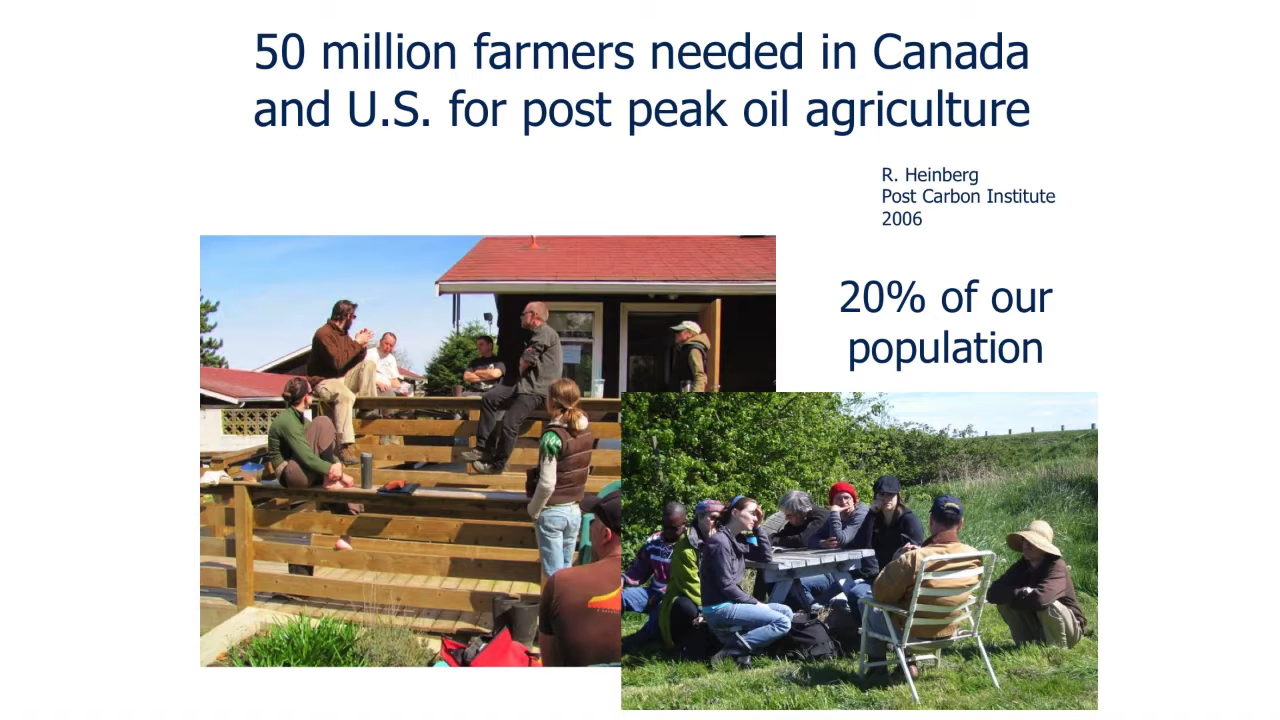 50 million farmers needed in Canada
and U.S. for post peak oil agriculture
R. Heinberg
Post Carbon Institute
2006
20% of our
population